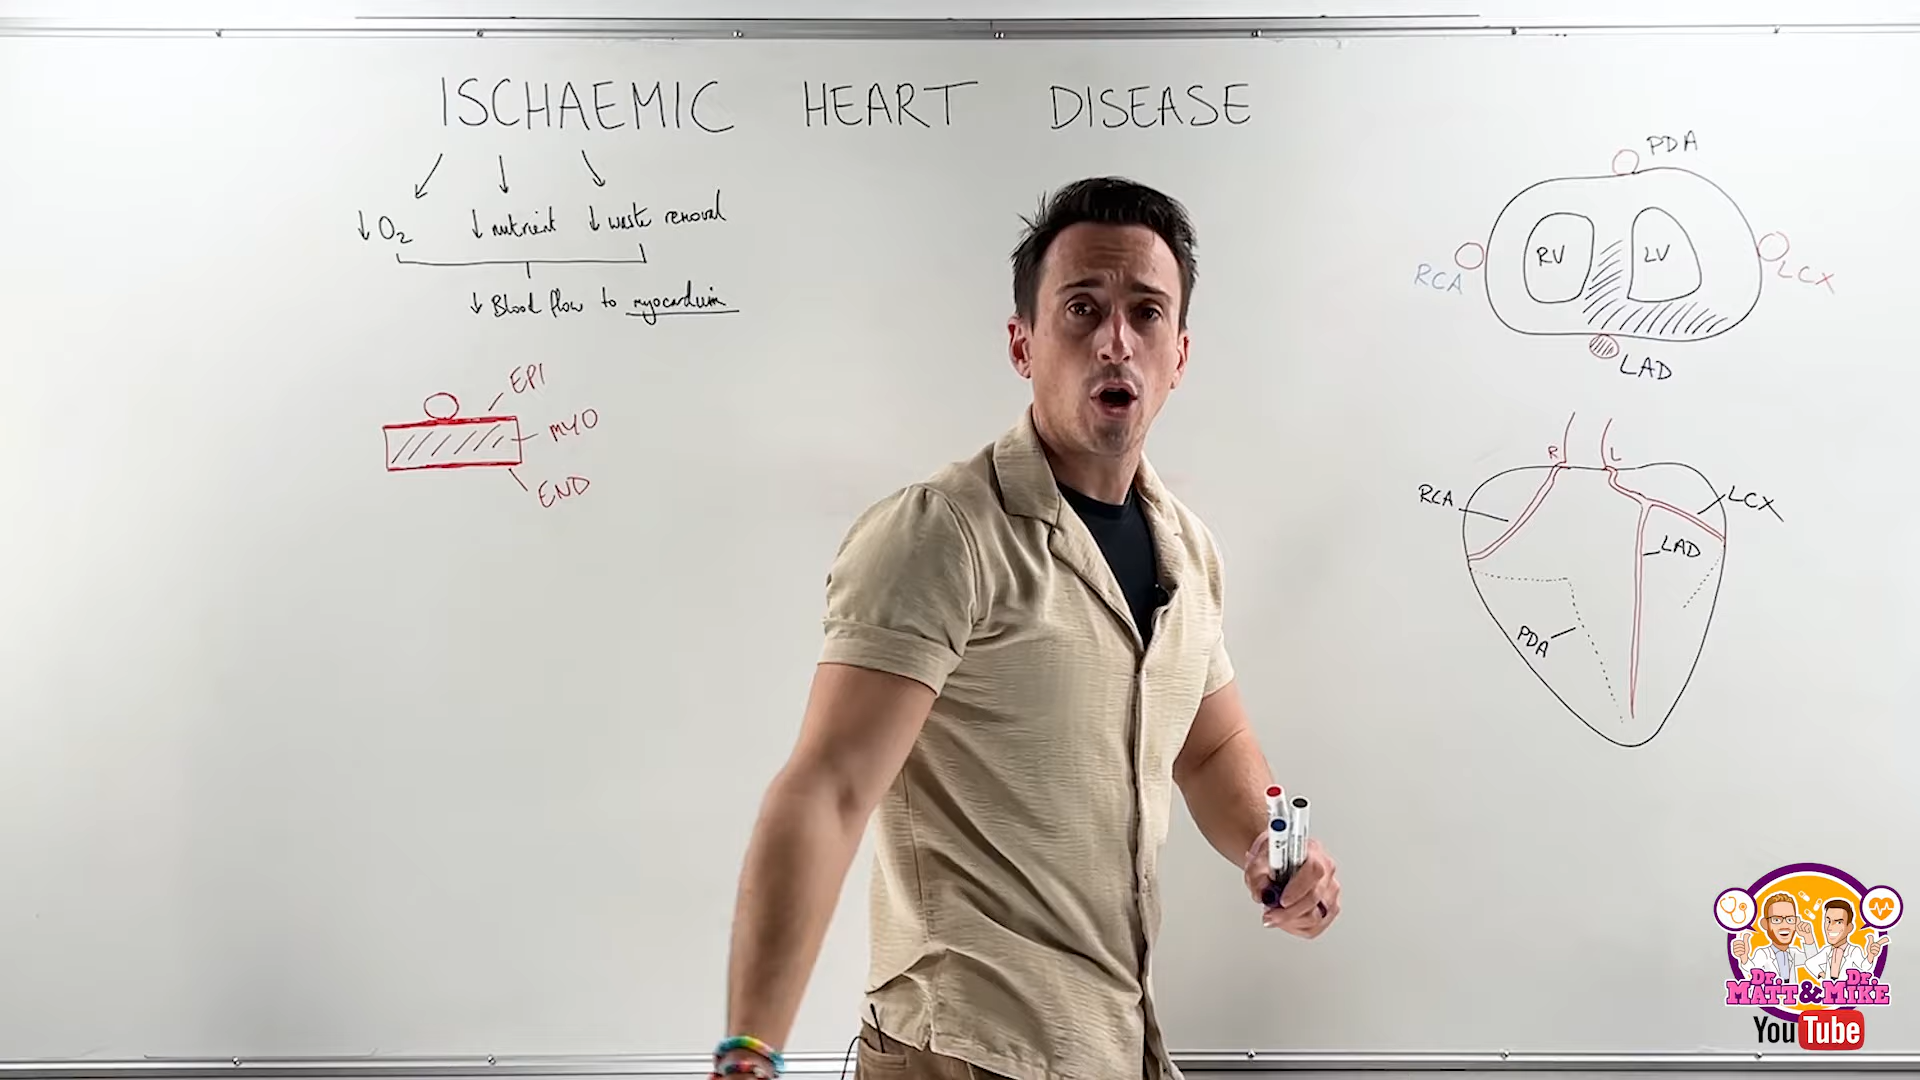 ISCHAEMIC HEART DISEASE
↓ O2 ↓ nutrient ↓ waste removal
↓ Blood flow to myocardium
EPI
MYO
END
PDA
RV LV
RCA
LCX
LAD
R L
RCA
LCX
LAD
PDA
Dr. Dr.
MATT & MIKE
YouTube